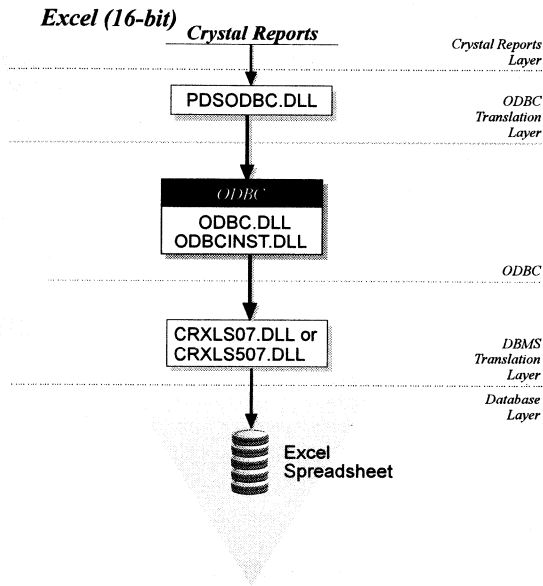 Excel (16-bit)
Crystal Reports
Crystal Reports
Layer
PDSODBC.DLL
ODBC
Translation
Layer
ODBC
ODBC.DLL
ODBCINST.DLL
ODBC
CRXLS07.DLL or
CRXLS507.DLL
DBMS
Translation
Layer
Database
Layer
Excel
Spreadsheet